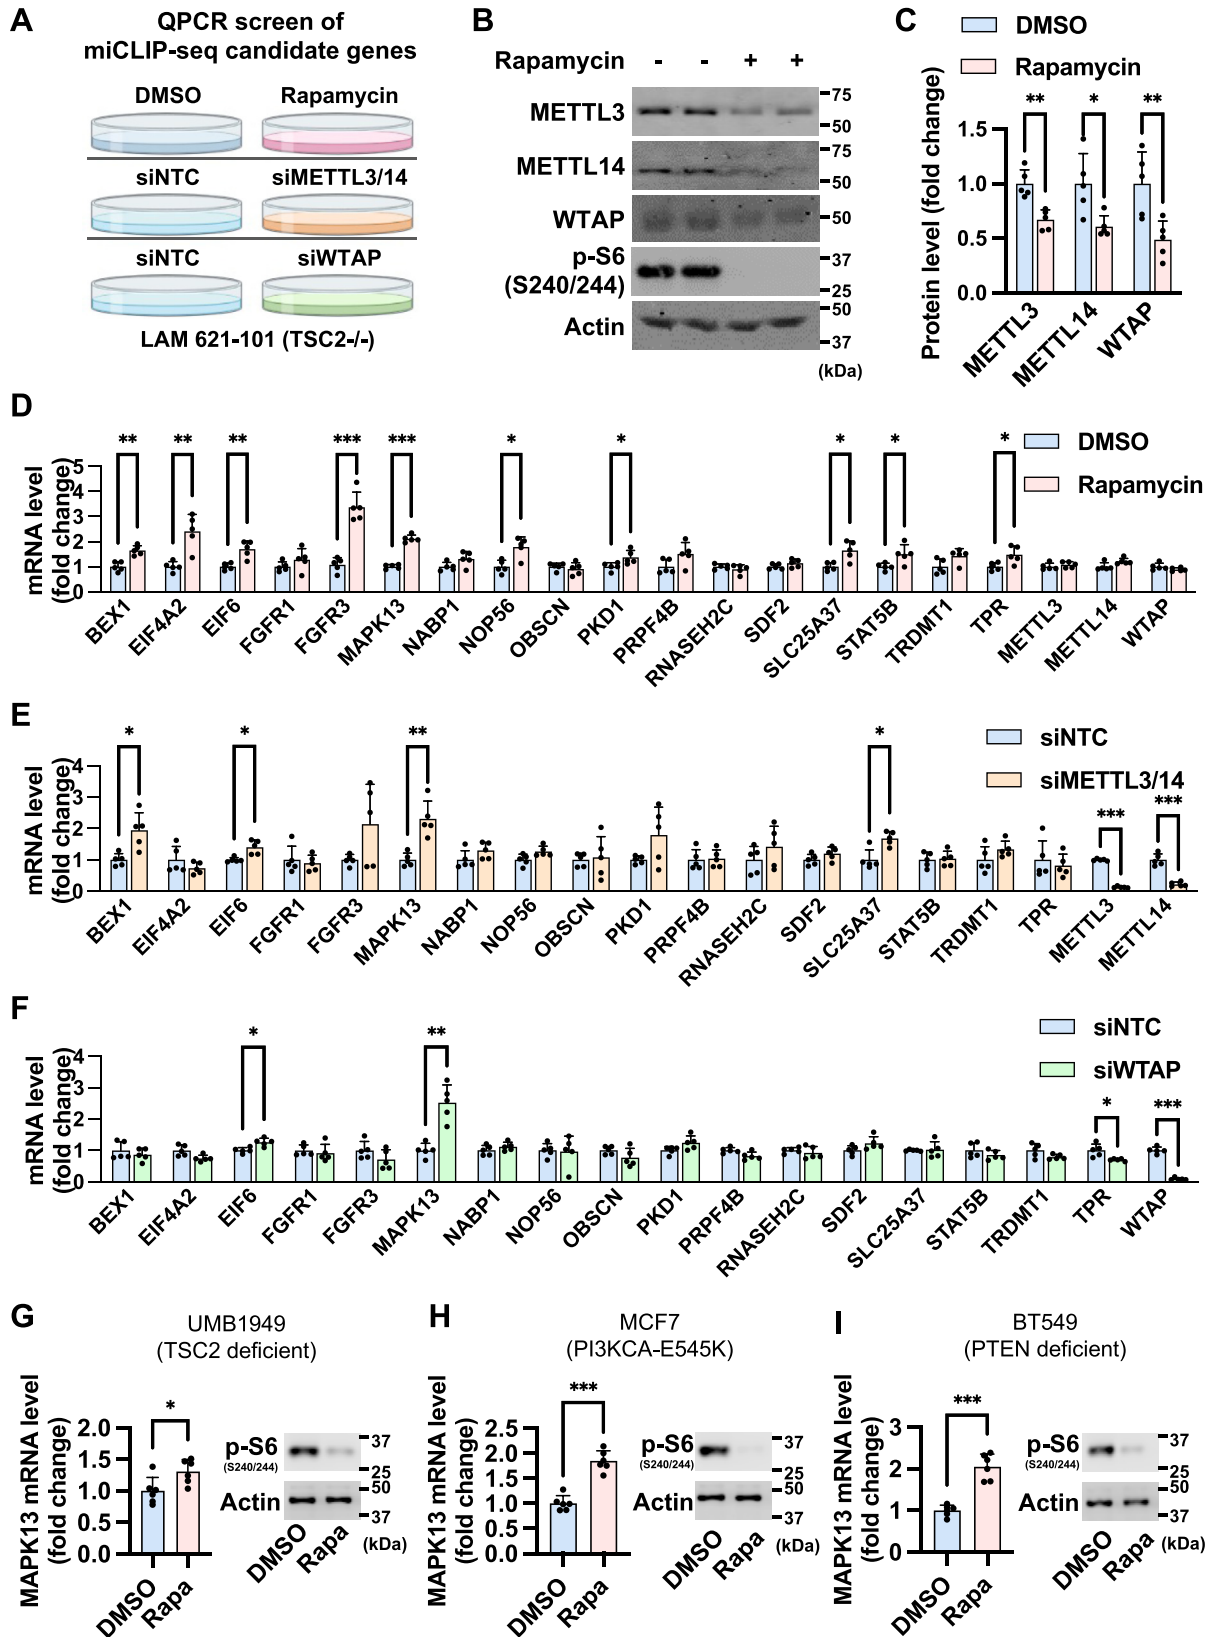 A
QPCR screen of
miCLIP-seq candidate genes
DMSO
Rapamycin
siNTC
siMETTL3/14
siNTC
siWTAP
LAM 621-101 (TSC2-/-)
B
Rapamycin - - + +
METTL3
75
50
METTL14
75
50
WTAP
50
p-S6
(S240/244)
37
25
Actin
50
37
(kDa)
C
DMSO
Rapamycin
** * **
Protein level (fold change)
1.5
1.0
0.5
0.0
METTL3
METTL14
WTAP
D
** ** ** *** *** * * * * *
DMSO
Rapamycin
mRNA level
(fold change)
5
4
3
2
1
0
BEX1
EIF4A2
EIF6
FGFR1
FGFR3
MAPK13
NABP1
NOP56
OBSCN
PKD1
PRPF4B
RNASEH2C
SDF2
SLC25A37
STAT5B
TRDMT1
TPR
METTL3
METTL14
WTAP
E
* * ** * *** ***
siNTC
siMETTL3/14
mRNA level
(fold change)
4
3
2
1
0
BEX1
EIF4A2
EIF6
FGFR1
FGFR3
MAPK13
NABP1
NOP56
OBSCN
PKD1
PRPF4B
RNASEH2C
SDF2
SLC25A37
STAT5B
TRDMT1
TPR
METTL3
METTL14
F
* ** * ***
siNTC
siWTAP
mRNA level
(fold change)
4
3
2
1
0
BEX1
EIF4A2
EIF6
FGFR1
FGFR3
MAPK13
NABP1
NOP56
OBSCN
PKD1
PRPF4B
RNASEH2C
SDF2
SLC25A37
STAT5B
TRDMT1
TPR
WTAP
G
UMB1949
(TSC2 deficient)
*
MAPK13 mRNA level
(fold change)
2.0
1.5
1.0
0.5
0.0
DMSO
Rapa
p-S6
(S240/244)
37
25
Actin
50
37
DMSO
Rapa
(kDa)
H
MCF7
(PI3KCA-E545K)
***
MAPK13 mRNA level
(fold change)
2.5
2.0
1.5
1.0
0.5
0.0
DMSO
Rapa
p-S6
(S240/244)
37
25
Actin
50
37
DMSO
Rapa
(kDa)
I
BT549
(PTEN deficient)
***
MAPK13 mRNA level
(fold change)
3
2
1
0
DMSO
Rapa
p-S6
(S240/244)
37
25
Actin
50
37
DMSO
Rapa
(kDa)